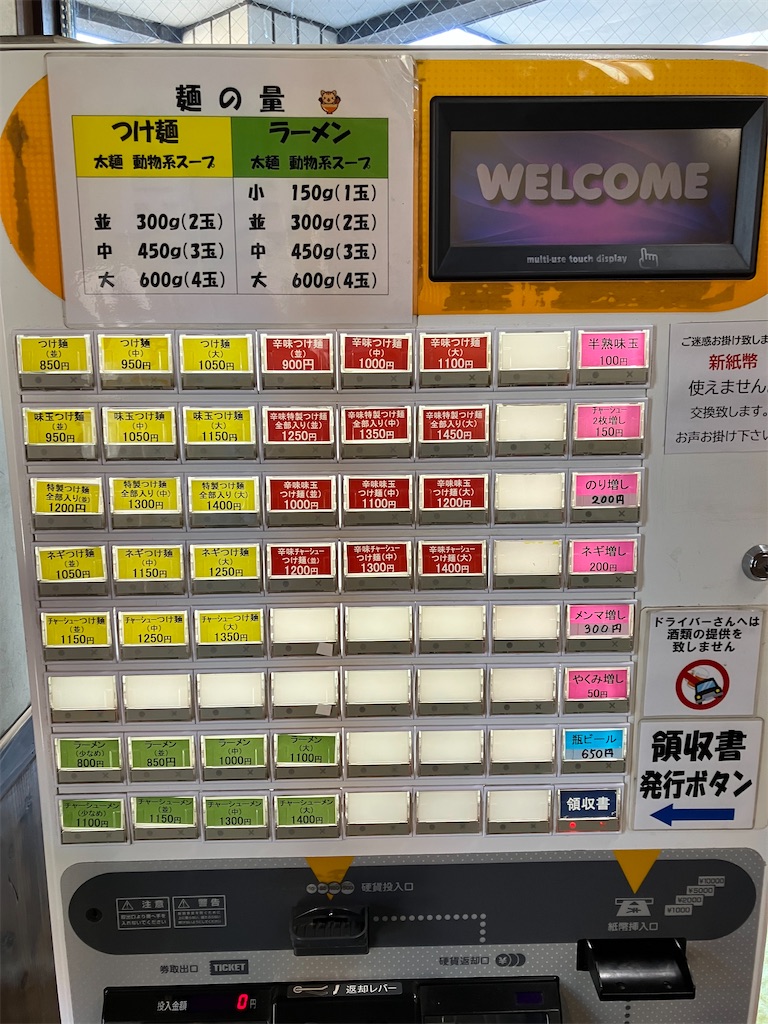 麺の量
つけ麺
太麺 動物系スープ
ラーメン
太麺 動物系スープ
小 150g(1玉)
並 300g(2玉)
並 300g(2玉)
中 450g(3玉)
中 450g(3玉)
大 600g(4玉)
大 600g(4玉)
WELCOME
multi-use touch display
つけ麺
(並)
850円
つけ麺
(中)
950円
つけ麺
(大)
1050円
辛味つけ麺
(並)
900円
辛味つけ麺
(中)
1000円
辛味つけ麺
(大)
1100円
半熟味玉
100円
味玉つけ麺
(並)
950円
味玉つけ麺
(中)
1050円
味玉つけ麺
(大)
1150円
辛味特製つけ麺
全部入り(並)
1250円
辛味特製つけ麺
全部入り(中)
1350円
辛味特製つけ麺
全部入り(大)
1450円
チャーシュー
2枚増し
150円
特製つけ麺
全部入り(並)
1200円
特製つけ麺
全部入り(中)
1300円
特製つけ麺
全部入り(大)
1400円
辛味味玉
つけ麺(並)
1000円
辛味味玉
つけ麺(中)
1100円
辛味味玉
つけ麺(大)
1200円
のり増し
200円
ネギつけ麺
(並)
1050円
ネギつけ麺
(中)
1150円
ネギつけ麺
(大)
1250円
辛味チャーシュー
つけ麺(並)
1200円
辛味チャーシュー
つけ麺(中)
1300円
辛味チャーシュー
つけ麺(大)
1400円
ネギ増し
200円
チャーシューつけ麺
(並)
1150円
チャーシューつけ麺
(中)
1250円
チャーシューつけ麺
(大)
1350円
メンマ増し
300円
やくみ増し
50円
ラーメン
(少なめ)
800円
ラーメン
(並)
850円
ラーメン
(中)
1000円
ラーメン
(大)
1100円
瓶ビール
650円
チャーシューメン
(少なめ)
1100円
チャーシューメン
(並)
1150円
チャーシューメン
(中)
1300円
チャーシューメン
(大)
1400円
領収書
ご迷惑お掛け致しま
新紙幣
使えません。
交換致します。
お声お掛け下さい
ドライバーさんへは
酒類の提供を
致しません
領収書
発行ボタン
注意
取出口より奥へ手を
入れないでください
警告
硬貨投入口
¥10000
¥5000
¥2000
¥1000
紙幣挿入口
券取出口 TICKET
硬貨返却口
投入金額 0円
返却レバー